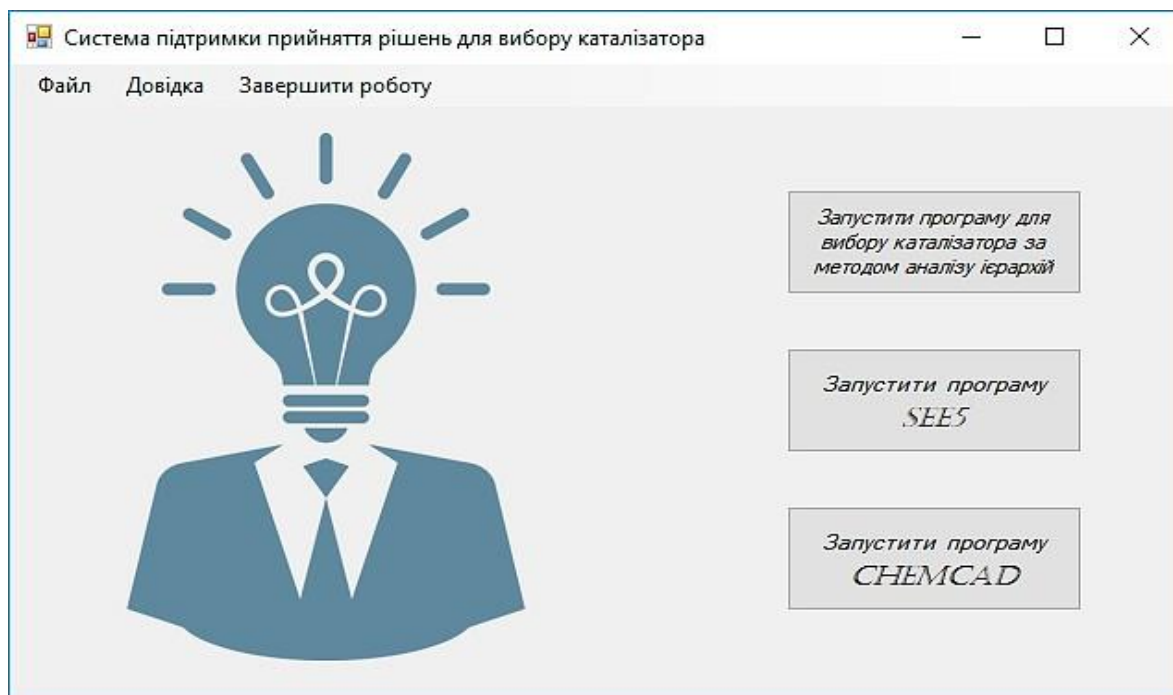 Система підтримки прийняття рішень для вибору каталізатора
Файл Довідка Завершити роботу
Запустити програму для
вибору каталізатора за
методом аналізу ієрархій
Запустити програму
SEE5
Запустити програму
CHEMCAD